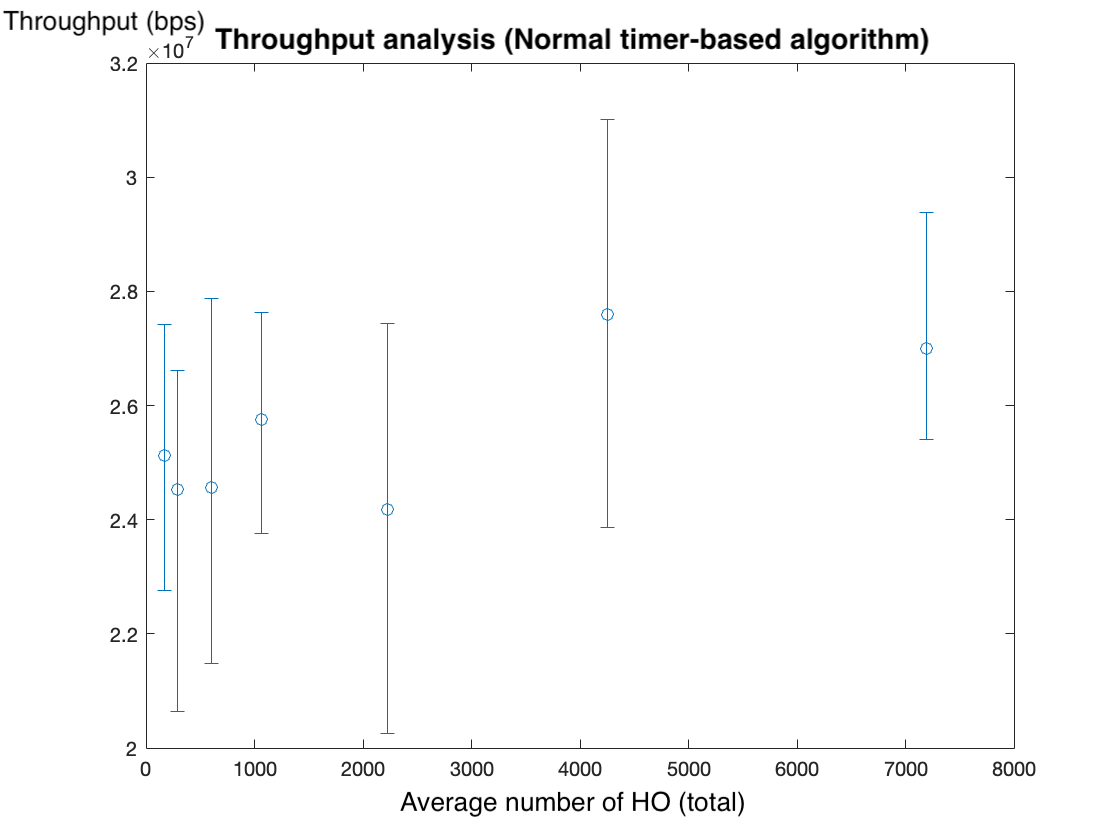 Throughput (bps)
×10⁷
Throughput analysis (Normal timer-based algorithm)
3.2
3
2.8
2.6
2.4
2.2
2
0 1000 2000 3000 4000 5000 6000 7000 8000
Average number of HO (total)